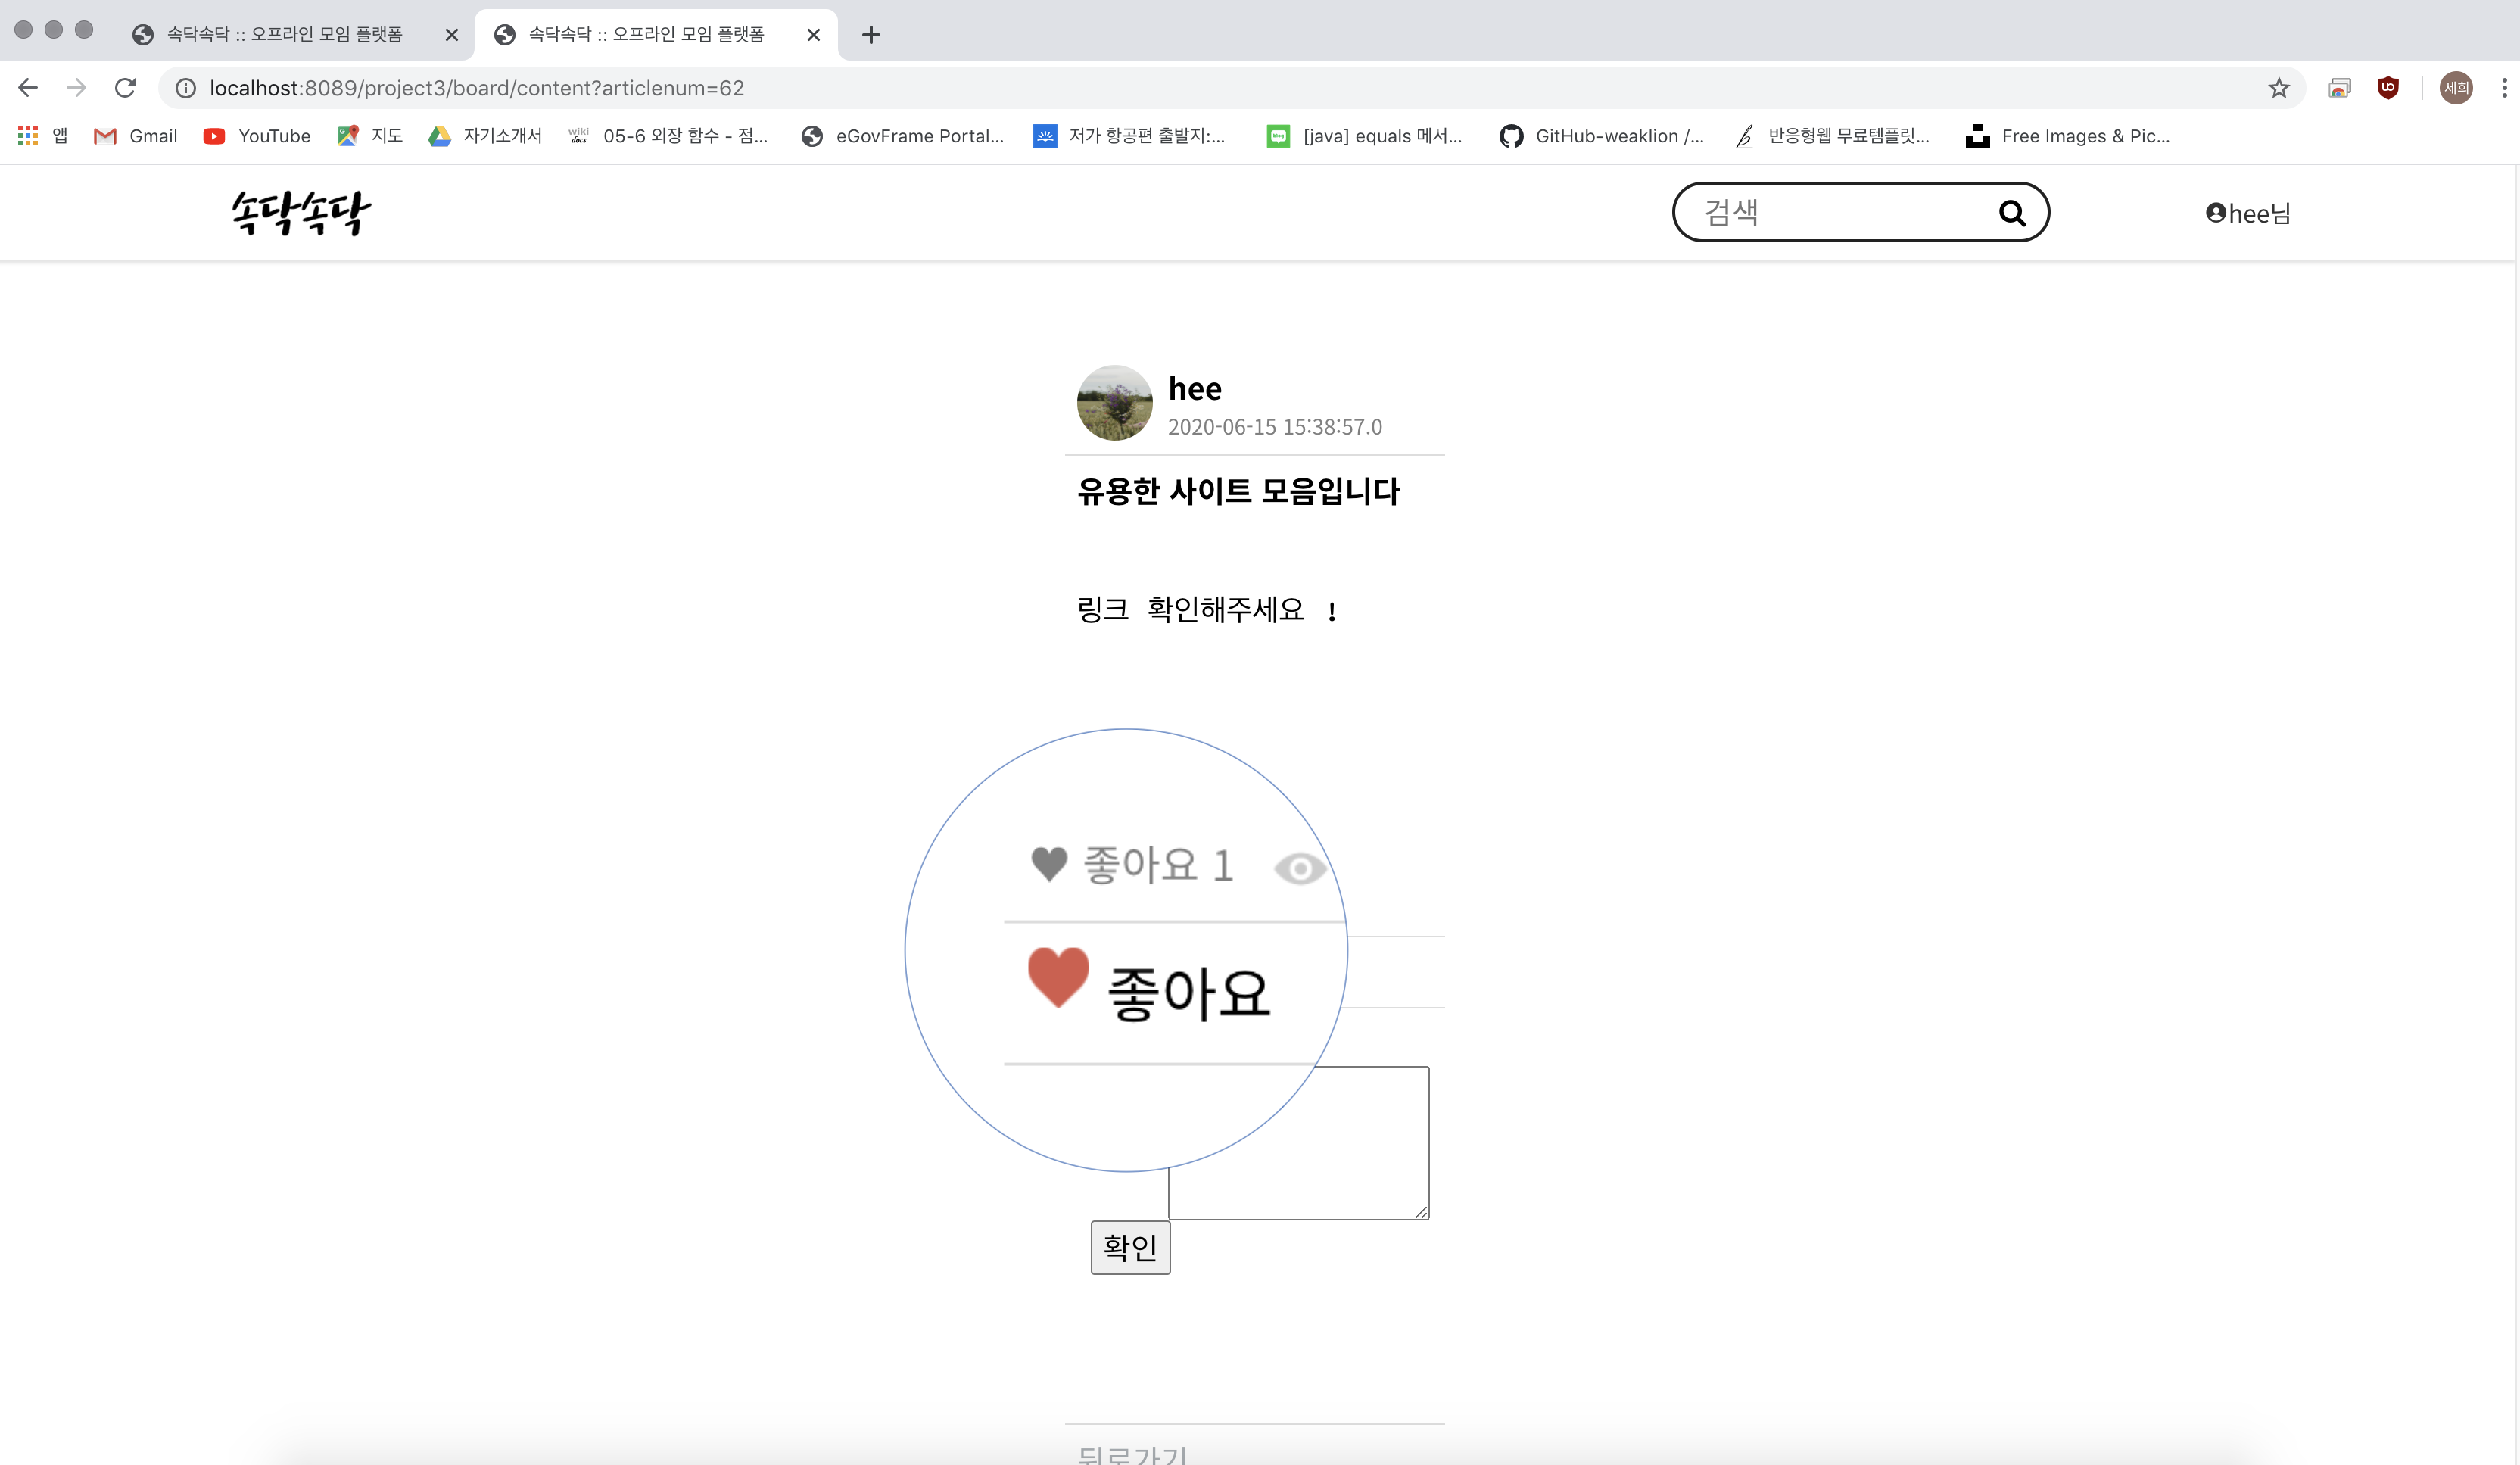 속닥속닥 :: 오프라인 모임 플랫폼
속닥속닥 :: 오프라인 모임 플랫폼
localhost:8089/project3/board/content?articlenum=62
세희
앱
Gmail
YouTube
지도
자기소개서
wiki docs
05-6 외장 함수 - 점...
eGovFrame Portal...
저가 항공편 출발지:...
[java] equals 메서...
GitHub-weaklion /...
반응형웹 무료템플릿...
Free Images & Pic...
속닥속닥
검색
hee님
hee
2020-06-15 15:38:57.0
유용한 사이트 모음입니다
링크 확인해주세요 !
좋아요 1
좋아요
확인
뒤로가기